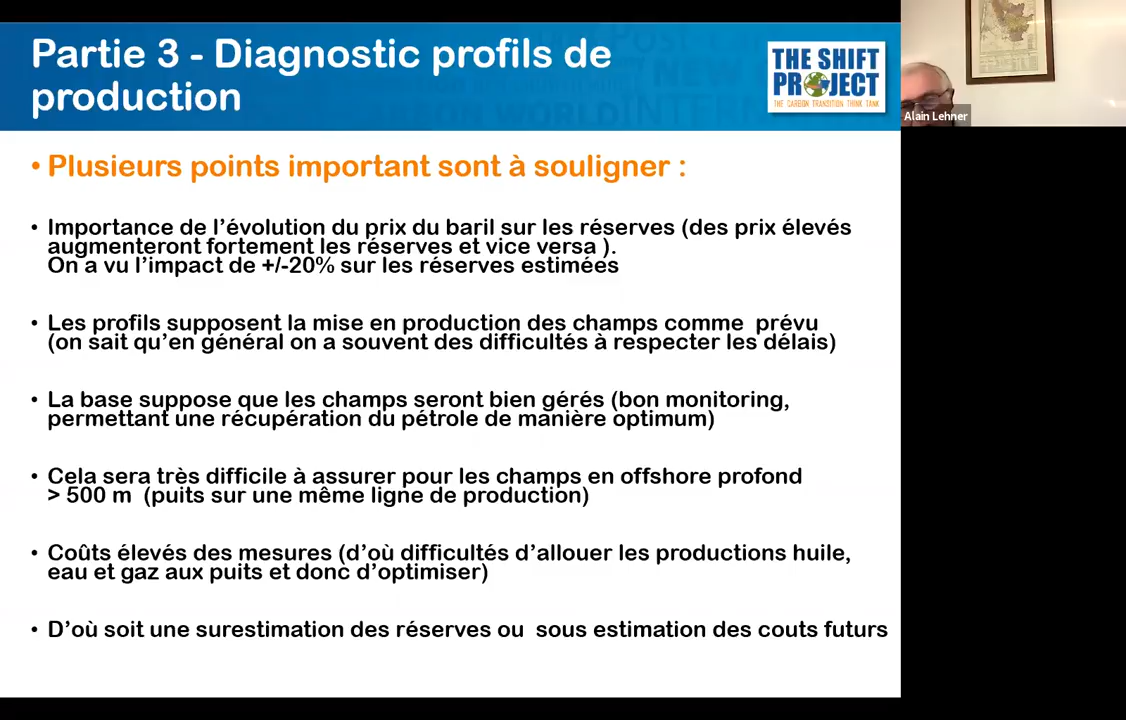 Partie 3 - Diagnostic profils de
production
THE SHIFT
PROJECT
THE CARBON TRANSITION THINK TANK
Alain Lehner
• Plusieurs points important sont à souligner :
• Importance de l’évolution du prix du baril sur les réserves (des prix élevés
augmenteront fortement les réserves et vice versa ).
On a vu l’impact de +/-20% sur les réserves estimées
• Les profils supposent la mise en production des champs comme prévu
(on sait qu’en général on a souvent des difficultés à respecter les délais)
• La base suppose que les champs seront bien gérés (bon monitoring,
permettant une récupération du pétrole de manière optimum)
• Cela sera très difficile à assurer pour les champs en offshore profond
> 500 m (puits sur une même ligne de production)
• Coûts élevés des mesures (d’où difficultés d’allouer les productions huile,
eau et gaz aux puits et donc d’optimiser)
• D’où soit une surestimation des réserves ou sous estimation des couts futurs